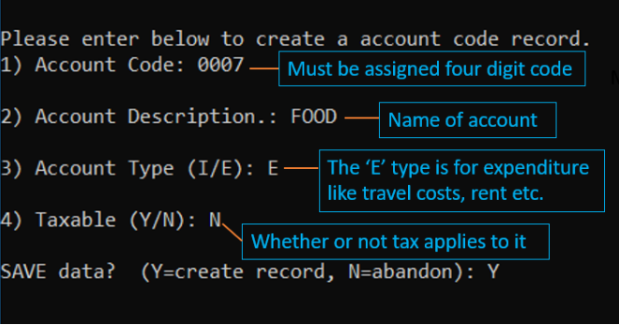 Please enter below to create a account code record.
1) Account Code: 0007
Must be assigned four digit code
2) Account Description.: FOOD
Name of account
3) Account Type (I/E): E
The ‘E’ type is for expenditure
like travel costs, rent etc.
4) Taxable (Y/N): N
Whether or not tax applies to it
SAVE data?  (Y=create record, N=abandon): Y